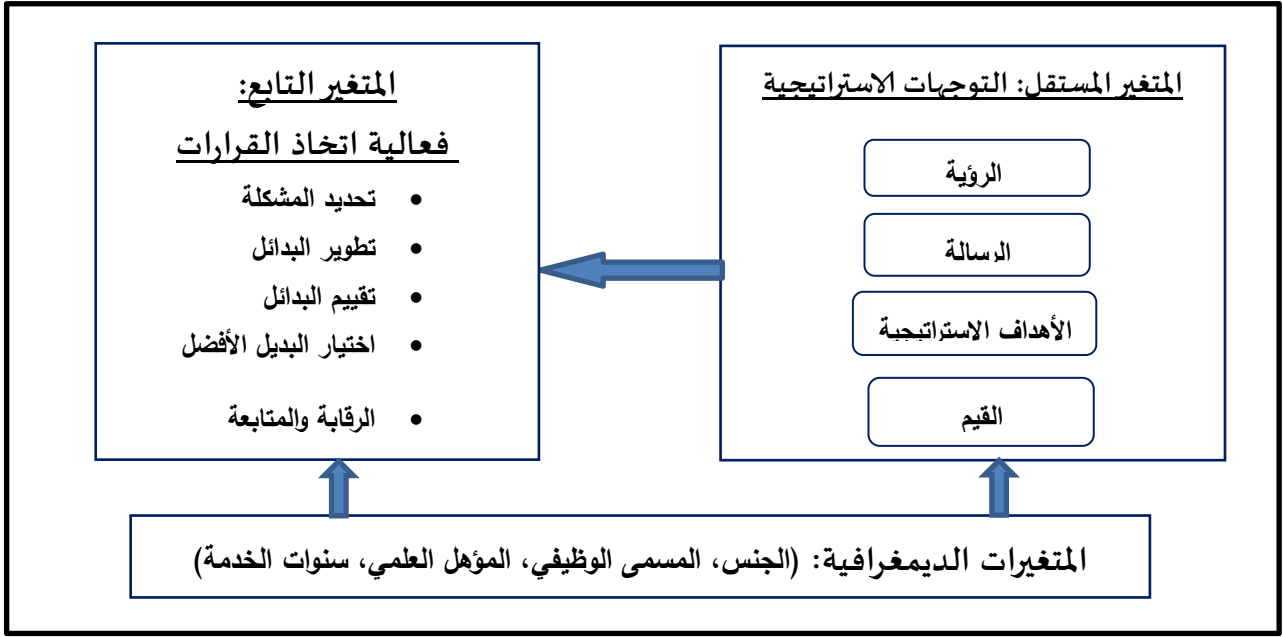 المتغير المستقل: التوجهات الاستراتيجية
الرؤية
الرسالة
الأهداف الاستراتيجية
القيم
المتغير التابع:
فعالية اتخاذ القرارات
• تحديد المشكلة
• تطوير البدائل
• تقييم البدائل
• اختيار البديل الأفضل
• الرقابة والمتابعة
المتغيرات الديمغرافية: (الجنس، المسمى الوظيفي، المؤهل العلمي، سنوات الخدمة)